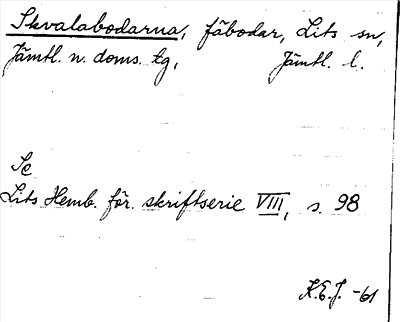 Skvalabodarna, fäbodar, Lits sn,
Jämtl. n. doms. tg, Jämtl. l.
Se
Lits Hemb. för. skriftserie VIII, s. 98
K.E.J. -61